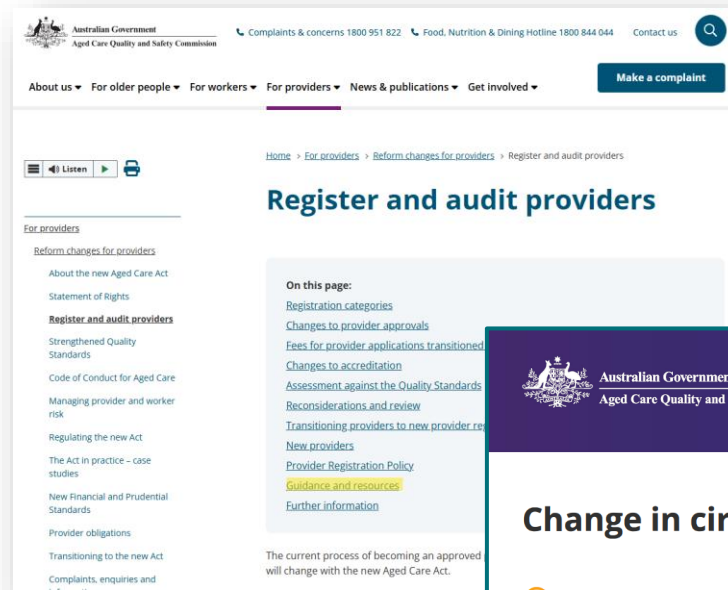 Australian Government
Aged Care Quality and Safety Commission
Complaints & concerns 1800 951 822
Food, Nutrition & Dining Hotline 1800 844 044
Contact us
About us
For older people
For workers
For providers
News & publications
Get involved
Make a complaint
Listen
Home > For providers > Reform changes for providers > Register and audit providers
Register and audit providers
For providers
Reform changes for providers
About the new Aged Care Act
Statement of Rights
Register and audit providers
Strengthened Quality
Standards
Code of Conduct for Aged Care
Managing provider and worker
risk
Regulating the new Act
The Act in practice – case
studies
New Financial and Prudential
Standards
Provider obligations
Transitioning to the new Act
Complaints, enquiries and
On this page:
Registration categories
Changes to provider approvals
Fees for provider applications transitioned
Changes to accreditation
Assessment against the Quality Standards
Reconsiderations and review
Transitioning providers to new provider
New providers
Provider Registration Policy
Guidance and resources
Further information
The current process of becoming an approved
will change with the new Aged Care Act.
Australian
Aged Care Quality and
Change in